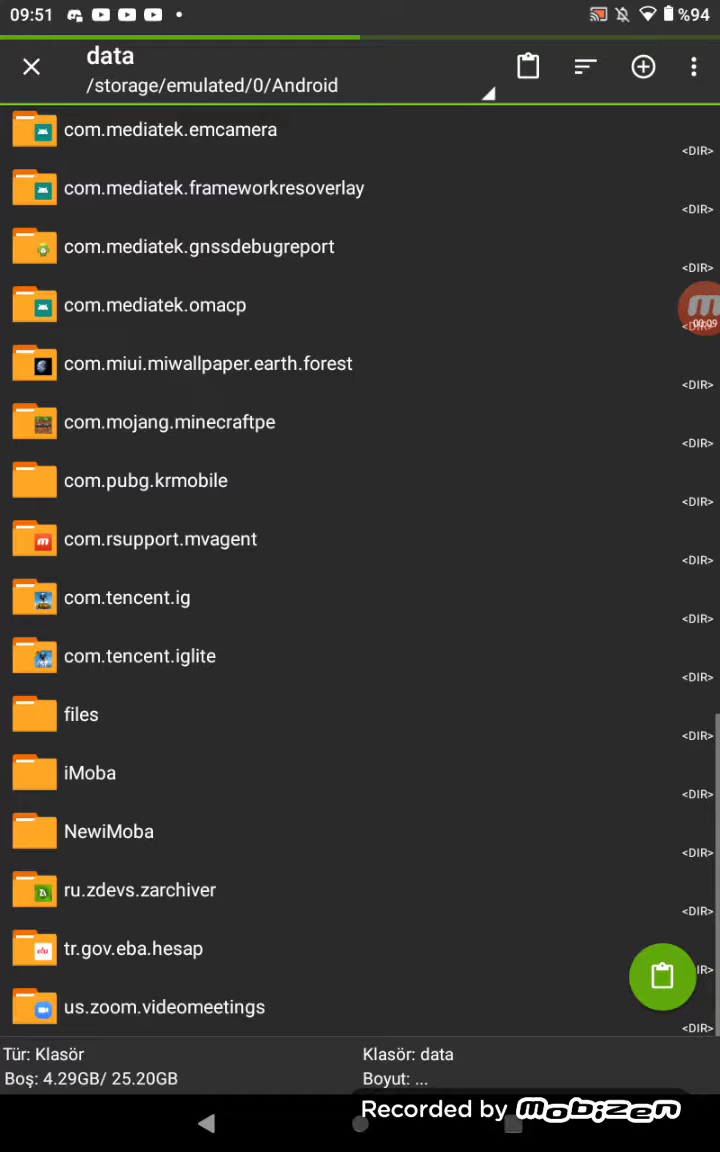 09:51
%94
data
/storage/emulated/0/Android
com.mediatek.emcamera
<DIR>
com.mediatek.frameworkresoverlay
<DIR>
com.mediatek.gnssdebugreport
<DIR>
com.mediatek.omacp
00:09
<DIR>
com.miui.miwallpaper.earth.forest
<DIR>
com.mojang.minecraftpe
<DIR>
com.pubg.krmobile
<DIR>
com.rsupport.mvagent
<DIR>
com.tencent.ig
<DIR>
com.tencent.iglite
<DIR>
files
<DIR>
iMoba
<DIR>
NewiMoba
<DIR>
ru.zdevs.zarchiver
<DIR>
tr.gov.eba.hesap
IR>
us.zoom.videomeetings
<DIR>
Tür: Klasör
Klasör: data
Boş: 4.29GB/ 25.20GB
Boyut: ...
Recorded by mobizen